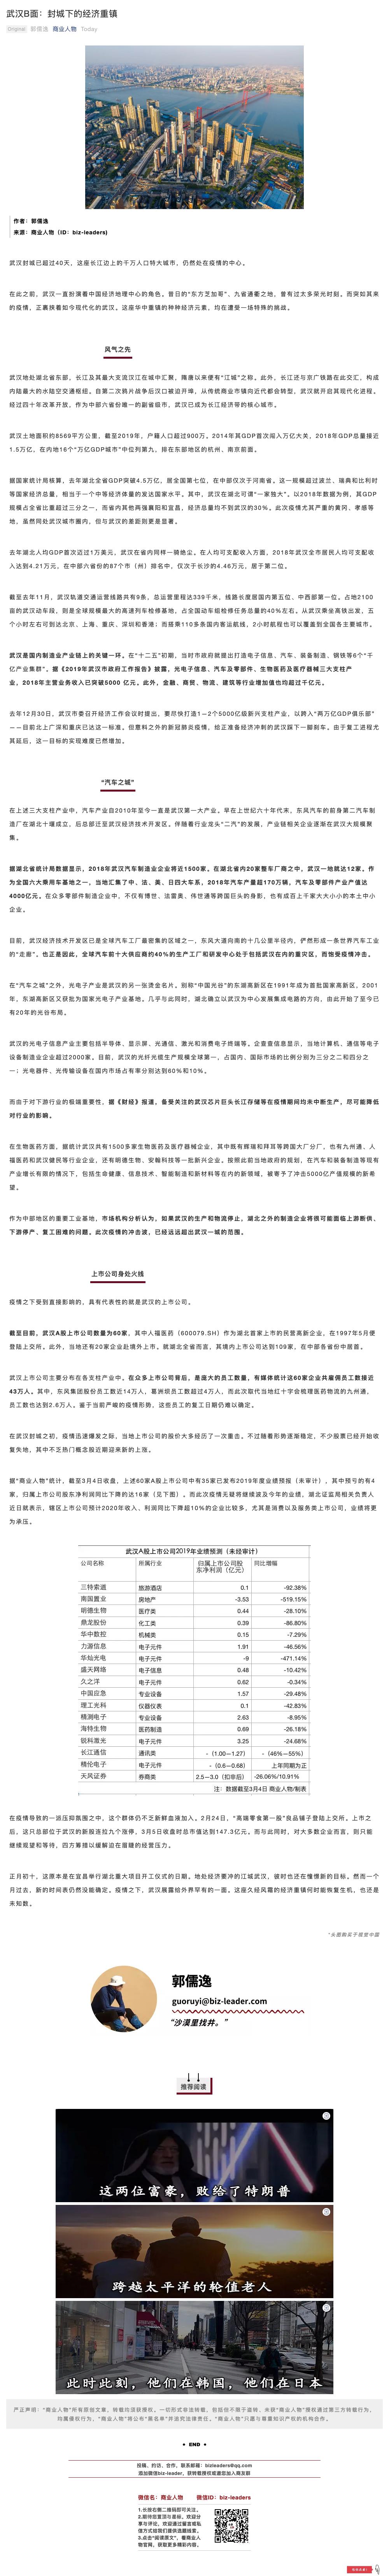 武汉B面：封城下的经济重镇
Original 郭儒逸 商业人物 Today
作者：郭儒逸
来源：商业人物（ID：biz-leaders)
武汉封城已超过40天，这座长江边上的千万人口特大城市，仍然处在疫情的中心。
在此之前，武汉一直扮演着中国经济地理中心的角色。昔日的“东方芝加哥”、九省通衢之地，曾有过太多荣光时刻。而突如其来
的疫情，正裹挟着如今现代化的武汉。这座华中重镇的种种经济元素，均在遭受一场特殊的挑战。
风气之先
武汉地处湖北省东部，长江及其最大支流汉江在城中汇聚，隋唐以来便有“江城”之称。此外，长江还与京广铁路在此交汇，构成
内陆最大的水陆空交通枢纽。自第二次鸦片战争后汉口被迫开埠，从传统商业市镇向近代都会转型，武汉就开启其现代化进程。
经过四十年改革开放，作为中部六省份唯一的副省级市，武汉已成为长江经济带的核心城市。
武汉土地面积约8569平方公里，截至2019年，户籍人口超过900万。2014年其GDP首次闯入万亿大关，2018年GDP总量接近
1.5万亿，在内地16个“万亿GDP城市”中位列第九，排在东部地区的杭州、南京前面。
据国家统计局核算，去年湖北全省GDP突破4.5万亿，居全国第七位，在中部仅次于河南省。这一规模超过波兰、瑞典和比利时
等国家经济总量，相当于一个中等经济体量的发达国家水平。其中，武汉在湖北可谓“一家独大”。以2018年数据为例，其GDP
规模占全省比重超过三分之一，而省内其他两强襄阳和宜昌，经济总量均不到武汉的30%。此次疫情尤其严重的黄冈、孝感等
地，虽然同处武汉城市圈内，但与武汉的差距则更是显著。
去年湖北人均GDP首次迈过1万美元，武汉在省内同样一骑绝尘。在人均可支配收入方面，2018年武汉全市居民人均可支配收
入达到4.21万元，在中部六省份的87个市（州）排名中，仅次于长沙的4.46万元，居于第二位。
截至去年11月，武汉轨道交通运营线路共有9条，总运营里程达339千米，线路长度居国内第五位、中西部第一位。占地2100
亩的武汉动车段，则是全球规模最大的高速列车检修基地，占全国动车组检修任务总量的40%左右。从武汉乘坐高铁出发，五
个小时左右可到达北京、上海、重庆、深圳和香港；而搭乘110多条国内客运航线，2小时航程也可以覆盖到全国各主要城市。
武汉是国内制造业产业链上的关键一环。在“十二五”初期，当时市政府就提出打造电子信息、汽车、装备制造、钢铁等6个“千
亿产业集群”。据《2019年武汉市政府工作报告》披露，光电子信息、汽车及零部件、生物医药及医疗器械三大支柱产
业，2018年主营业务收入已突破5000 亿元。此外，金融、商贸、物流、建筑等行业增加值也均超过千亿元。
去年12月30日，武汉市委召开经济工作会议时提出，要尽快打造1—2个5000亿级新兴支柱产业，以跨入“两万亿GDP俱乐部”
——目前北上广深和重庆已达这一标准。但意料之外的新冠肺炎疫情，给正准备经济冲刺的武汉踩下一脚刹车。由于复工进程尤
其延后，这一目标的实现难度已然增加。
“汽车之城”
在上述三大支柱产业中，汽车产业自2010年至今一直是武汉第一大产业。早在上世纪六十年代末，东风汽车的前身第二汽车制
造厂在湖北十堰成立，后总部迁至武汉经济技术开发区。伴随着行业龙头“二汽”的发展，产业链相关企业逐渐在武汉大规模聚
集。
据湖北省统计局数据显示，2018年武汉汽车制造业企业将近1500家。在湖北省内20家整车厂商之中，武汉一地就达12家。作
为全国六大乘用车基地之一，当地汇集了中、法、美、日四大车系，2018年汽车产量超170万辆，汽车及零部件产业产值达
4000亿元。在众多零部件制造企业中，不仅有博世、法雷奥、伟世通等跨国巨头的身影，也有成百上千家大大小小的本土中小
企业。
目前，武汉经济技术开发区已是全球汽车工厂最密集的区域之一，东风大道向南的十几公里半径内，俨然形成一条世界汽车工业
的“走廊”。也正是因此，全球汽车前十大供应商约40%的生产工厂和研发中心处于包括武汉在内的重灾区，而饱受疫情冲击。
在“汽车之城”之外，光电子产业是武汉的另一张烫金名片。别称“中国光谷”的东湖高新区在1991年成为首批国家高新区，2001
年，东湖高新区又获批为国家光电子产业基地。几乎与此同时，湖北确立以武汉为中心发展集成电路的方向，由此开始了至今已
有20年的光谷布局。
武汉的光电子信息产业主要包括半导体、显示屏、光通信、激光和消费电子终端等。企查查信息显示，当地计算机、通信等电子
设备制造业企业超过2000家。目前，武汉的光纤光缆生产规模全球第一，占国内、国际市场的比例分别为三分之二和四分之
一；光电器件、光传输设备在国内市场占有率分别达到60%和10%。
而由于对下游行业的极端重要性，据《财经》报道，备受关注的武汉芯片巨头长江存储等在疫情期间均未中断生产，尽可能降低
对行业的影响。
在生物医药方面，据统计武汉共有1500多家生物医药及医疗器械企业，其中既有辉瑞和拜耳等跨国大厂分厂，也有九州通、人
福医药和武汉健民等行业企业，还有明德生物、安翰科技等一批新兴企业。按照此前当地政府的规划，在汽车和装备制造等现有
产业增长有限的情况下，包括生命健康、信息技术、智能制造和新材料等在内的新领域，被寄予了冲击5000亿产值规模的新希
望。
作为中部地区的重要工业基地，市场机构分析认为，如果武汉的生产和物流停止，湖北之外的制造企业将很可能面临上游断供、
下游停产、复工困难的问题。此次疫情的冲击波，已经远远超出武汉一城的范围。
上市公司身处火线
疫情之下受到直接影响的，具有代表性的就是武汉的上市公司。
截至目前，武汉A股上市公司数量为60家，其中人福医药（600079.SH）作为湖北首家上市的民营高新企业，在1997年5月便
登陆上交所。此外，当地还有20家企业赴境外上市。就湖北全省而言，其境内上市公司达到109家，在中部各省份中居首。
武汉上市公司主要分布在各支柱产业中。在众多上市公司背后，是庞大的员工数量，有媒体统计这60家企业共雇佣员工数接近
43万人。其中，东风集团股份员工数近14万人，葛洲坝员工数超过4万人，而此次取代当地红十字会梳理医药物流的九州通，
员工数也达到2.6万人。鉴于当前严峻的疫情形势，这些员工的复工日期仍难以确定。
在武汉封城之初，疫情迅速爆发之际，当地上市公司的股价大多经历了一次重击。不过随着形势逐渐稳定，不少股票已经开始收
复失地，其中不乏热门概念股近期迎来新的上涨。
据“商业人物”统计，截至3月4日收盘，上述60家A股上市公司中有35家已发布2019年度业绩预报（未审计），其中预亏的有4
家，归属上市公司股东净利润同比下降的达16家（见下图）。而此次疫情无疑将继续波及今年的业绩，湖北证监局相关负责人
近日就表示，辖区上市公司预计2020年收入、利润同比下降超10%的企业比较多，尤其是消费以及服务类上市公司，业绩将更
为承压。
武汉A股上市公司2019年业绩预测（未经审计）
公司名称 所属行业 归属上市公司股东净利润（亿元） 同比增幅
三特索道 旅游酒店 0.1 -92.38%
南国置业 房地产 -3.53 -519.15%
明德生物 医疗类 0.44 -28.10%
鼎龙股份 化工类 0.39 -86.80%
华中数控 机械类 0.15 -7.29%
力源信息 电子元件 1.91 -46.56%
华灿光电 电子元件 -9 -471.14%
盛天网络 电子信息 0.48 -10.42%
久之洋 电子元件 0.62 -0.34%
中国应急 专业设备 1.57 -29.48%
理工光科 仪器仪表 0.1 -42.83%
精测电子 专业设备 2.63 -8.95%
海特生物 医药制造 0.69 -26.18%
锐科激光 电子元件 3.25 -24.68%
长江通信 通讯类 -（1.00—1.27） -（46%—55%）
精伦电子 电子元件 -（0.6—0.68） 上年同期为正
天风证券 券商类 2.5—3.0（扣非后） -26.06%/10.91%
注：数据截至3月4日 商业人物/制表
在疫情导致的一派压抑氛围之中，这个群体仍不乏新鲜血液加入。2月24日，“高端零食第一股”良品铺子登陆上交所。上市之
后，这只总部位于武汉的新股连拉九个涨停，3月5日收盘时总市值达到147.3亿元。而与此同时，对大多数企业而言，则只能
继续观望和等待，四方筹措以缓解迫在眉睫的经营压力。
正月初十，这原本是在宜昌举行湖北重大项目开工仪式的日子。地处经济要冲的江城武汉，彼时也还在憧憬新的目标。然而一个
月过去，新的时间表仍然没能确定。疫情之下，武汉展露给外界罕有的一面。这座久经风霜的经济重镇何时能恢复生机，也还是
未知数。
*头图购买于视觉中国
郭儒逸
guoruyi@biz-leader.com
“沙漠里找井。”
推荐阅读
这两位富豪，败给了特朗普
跨越太平洋的轮值老人
此时此刻，他们在韩国，他们在日本
严正声明：“商业人物”所有原创文章，转载均须获授权。一切形式非法转载，包括但不限于盗转、未获“商业人物”授权通过第三方转载行为，
均属侵权行为，“商业人物”将公布“黑名单”并追究法律责任。“商业人物”只愿与尊重知识产权的机构合作。
END
投稿、约访、合作，联系邮箱：bizleaders@qq.com
添加微信biz-leader，获转载授权或邀您加入商友群
微信名：商业人物 微信ID：biz-leaders
1.长按右侧二维码即可关注。
2.期待您置顶与星标，欢迎分
享与评论，欢迎通过留言或私
信方式给我们提供选题线索。
3.点击“阅读原文”，看商业人
物官网，获取更多精彩内容。